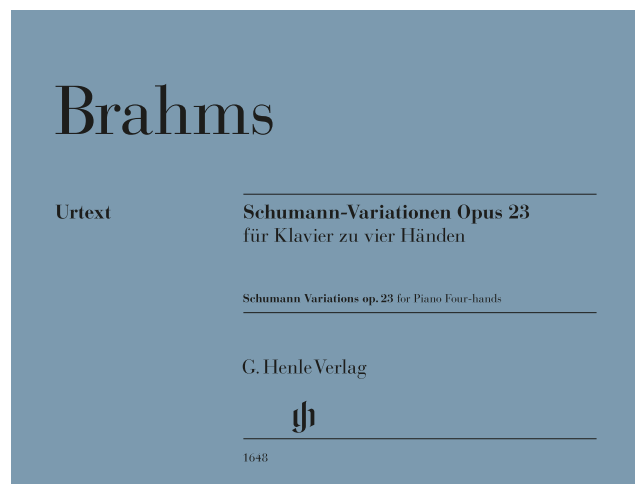 Brahms
Urtext
Schumann-Variationen Opus 23
für Klavier zu vier Händen
Schumann Variations op. 23 for Piano Four-hands
G. Henle Verlag
1648